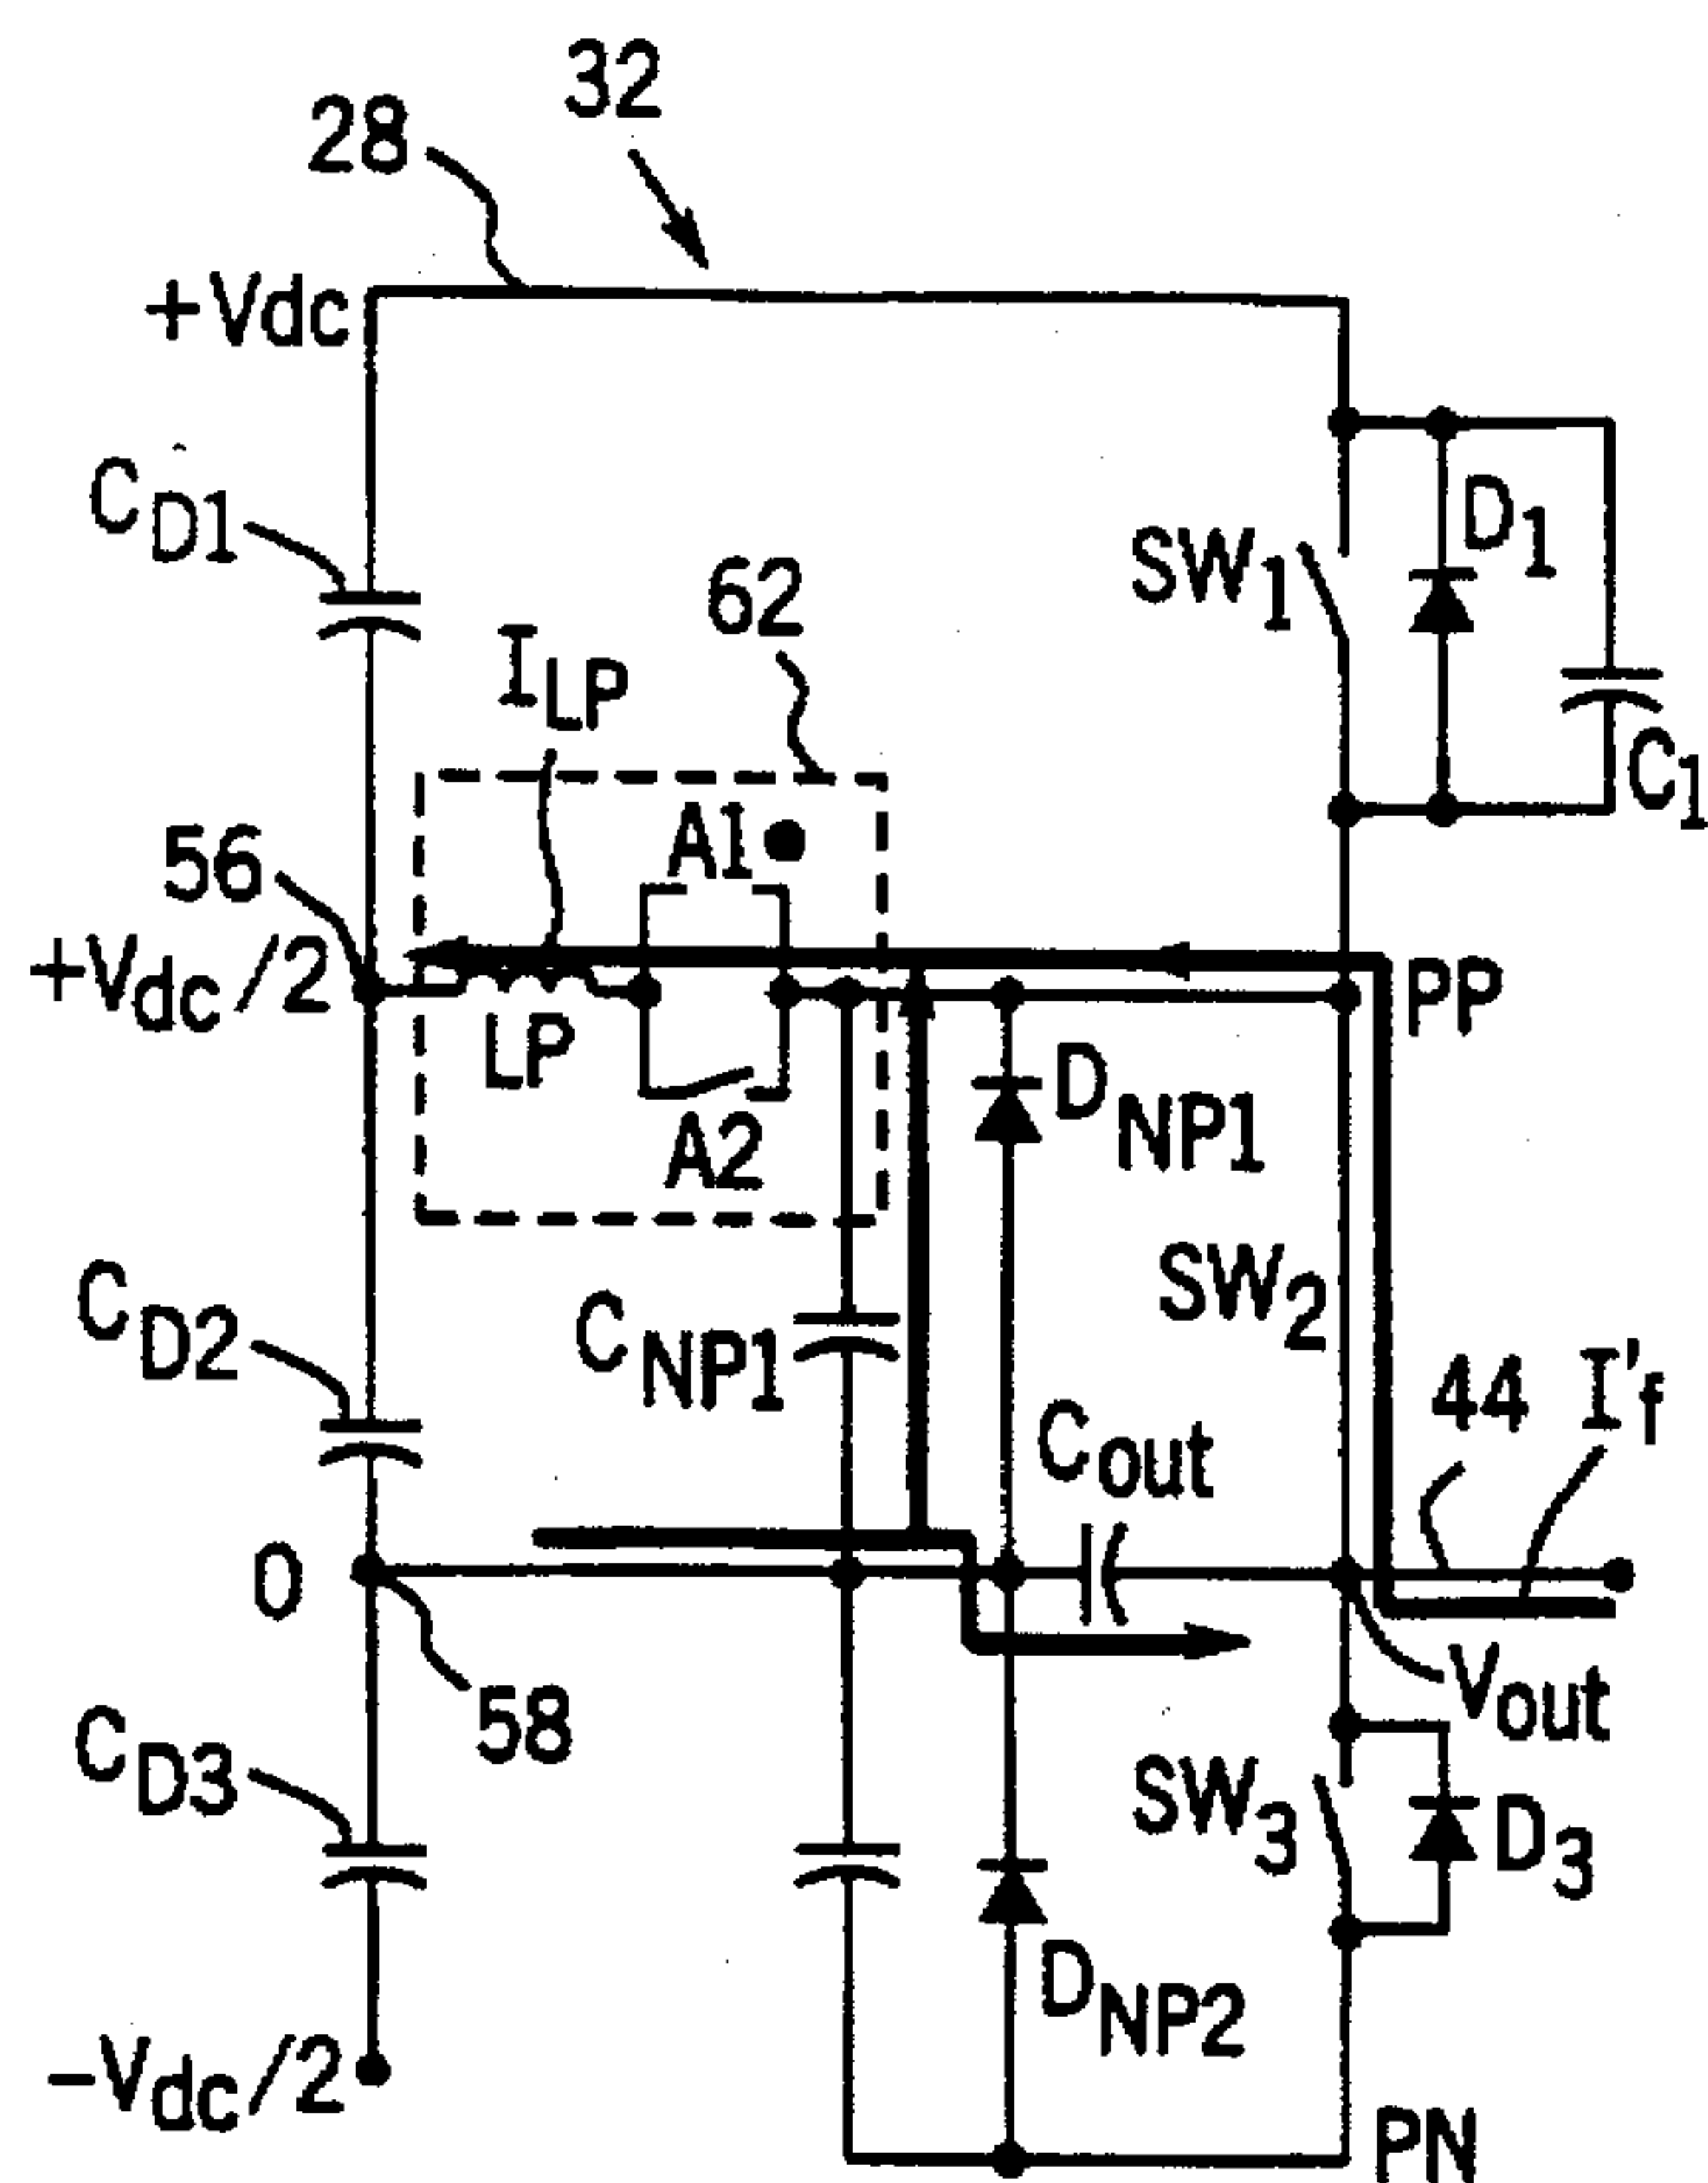 32
28
+Vdc
CD1
SW1
D1
62
ILP
C1
A1
56
+Vdc/2
PP
LP
DNP1
A2
SW2
CD2
CNP1
44
I'f
Cout
0
58
Vout
CD3
SW3
D3
DNP2
-Vdc/2
PN